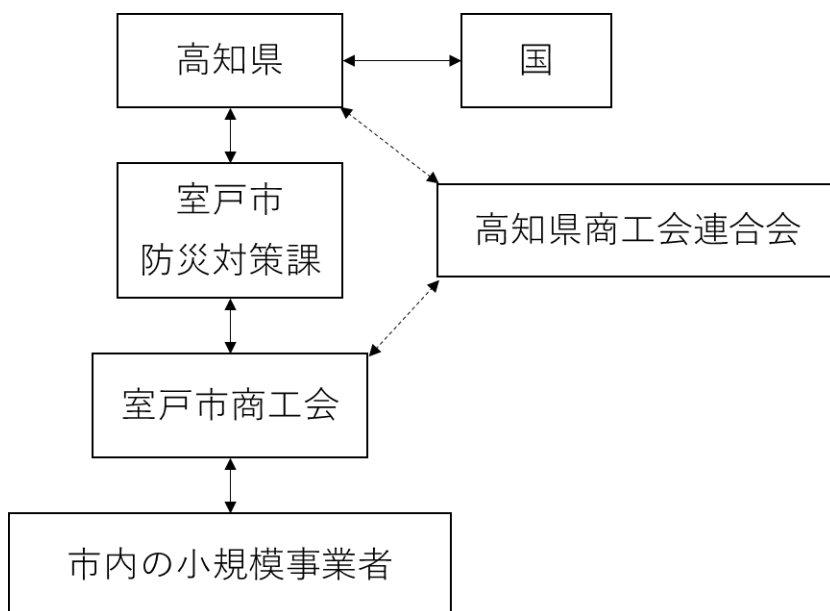 高知県
国
室戸市
防災対策課
高知県商工会連合会
室戸市商工会
市内の小規模事業者